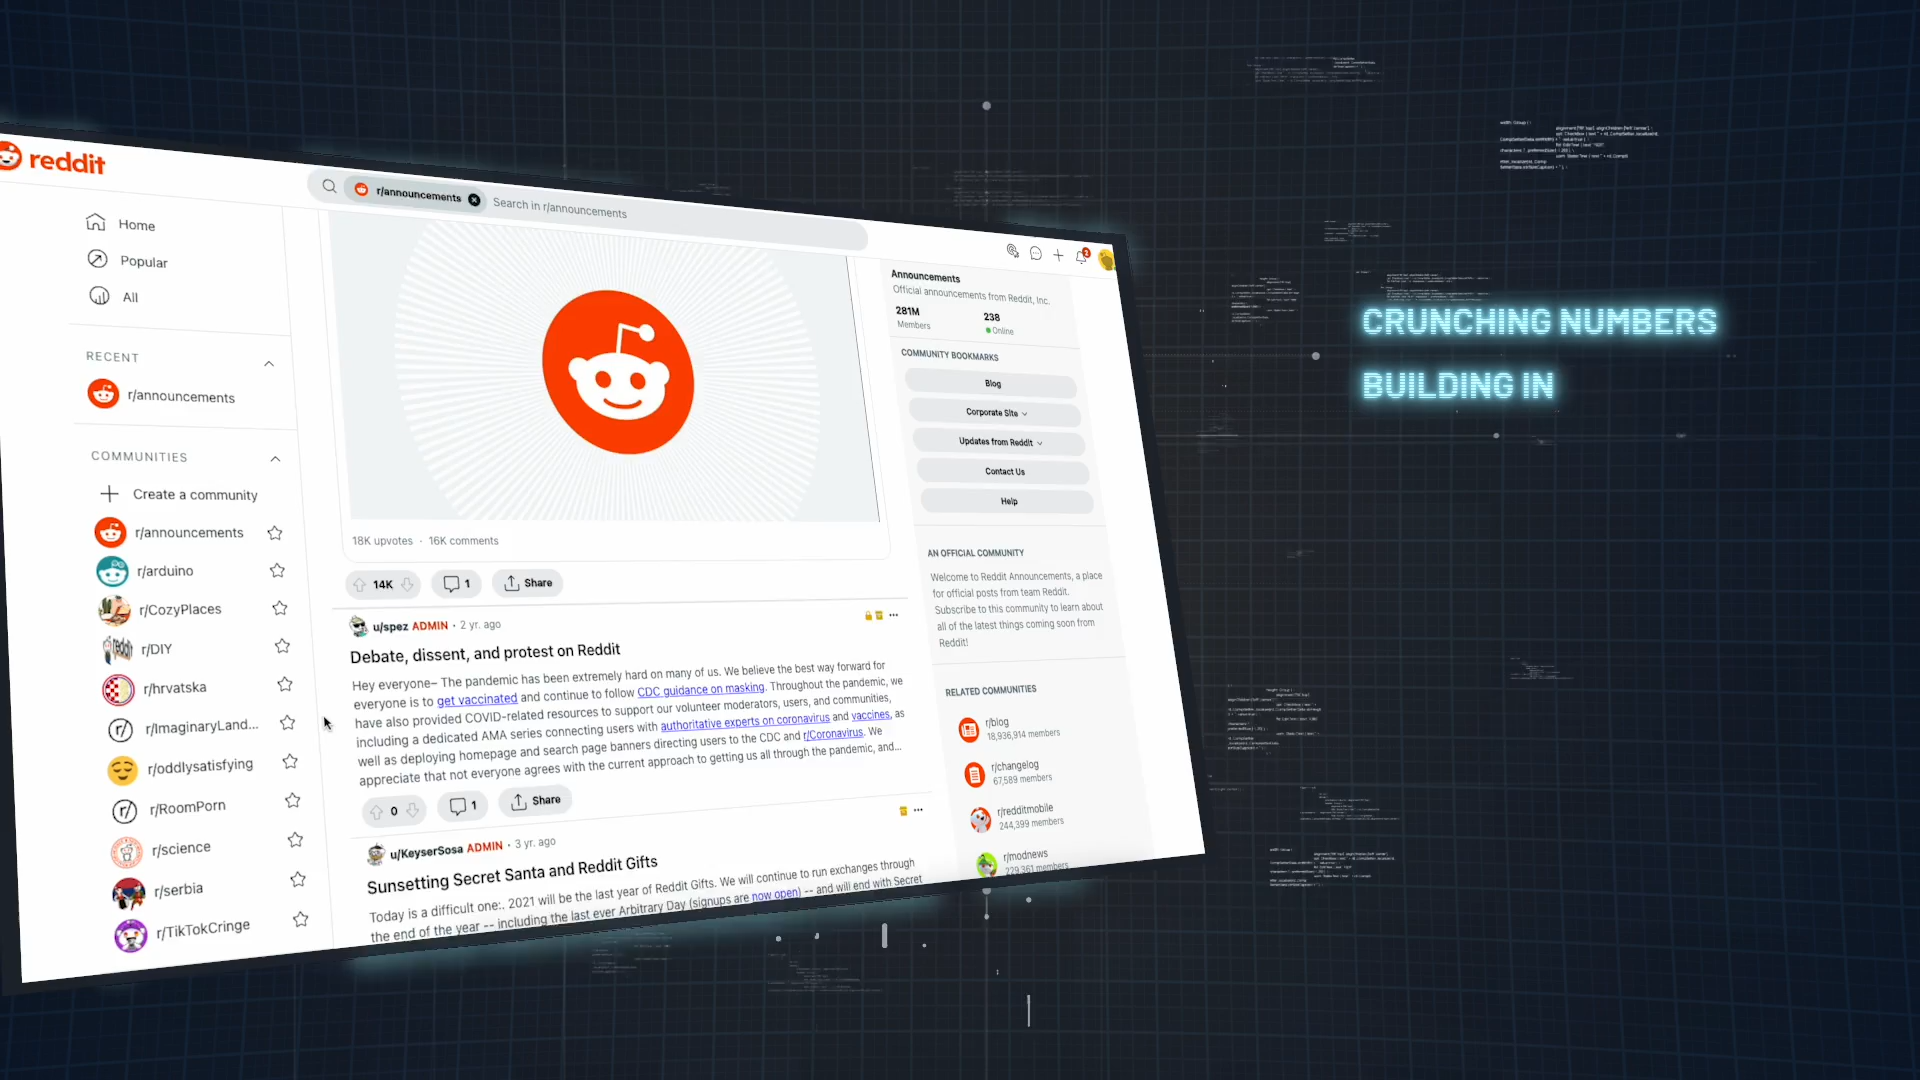 reddit
r/announcements
Search in r/announcements
Home
Popular
All
RECENT
r/announcements
COMMUNITIES
Create a community
r/announcements
r/arduino
r/CozyPlaces
r/DIY
r/hrvatska
r/ImaginaryLand...
r/oddlysatisfying
r/RoomPorn
r/science
r/serbia
r/TikTokCringe
18K upvotes · 16K comments
14K
1
Share
u/spez ADMIN · 2 yr. ago
Debate, dissent, and protest on Reddit
Hey everyone– The pandemic has been extremely hard on many of us. We believe the best way forward for
everyone is to get vaccinated and continue to follow CDC guidance on masking. Throughout the pandemic, we
have also provided COVID-related resources to support our volunteer moderators, users, and communities,
including a dedicated AMA series connecting users with authoritative experts on coronavirus and vaccines, as
well as deploying homepage and search page banners directing users to the CDC and r/Coronavirus. We
appreciate that not everyone agrees with the current approach to getting us all through the pandemic, and...
0
1
Share
u/KeyserSosa ADMIN · 3 yr. ago
Sunsetting Secret Santa and Reddit Gifts
Today is a difficult one:. 2021 will be the last year of Reddit Gifts. We will continue to run exchanges through
the end of the year -- including the last ever Arbitrary Day (signups are now open) -- and will end with Secret
2
Announcements
Official announcements from Reddit, Inc.
281M
Members
238
Online
COMMUNITY BOOKMARKS
Blog
Corporate Site
Updates from Reddit
Contact Us
Help
AN OFFICIAL COMMUNITY
Welcome to Reddit Announcements, a place
for official posts from team Reddit.
Subscribe to this community to learn about
all of the latest things coming soon from
Reddit!
RELATED COMMUNITIES
r/blog
18,936,914 members
r/changelog
67,589 members
r/redditmobile
244,399 members
r/modnews
229,361 members
CRUNCHING NUMBERS
BUILDING IN